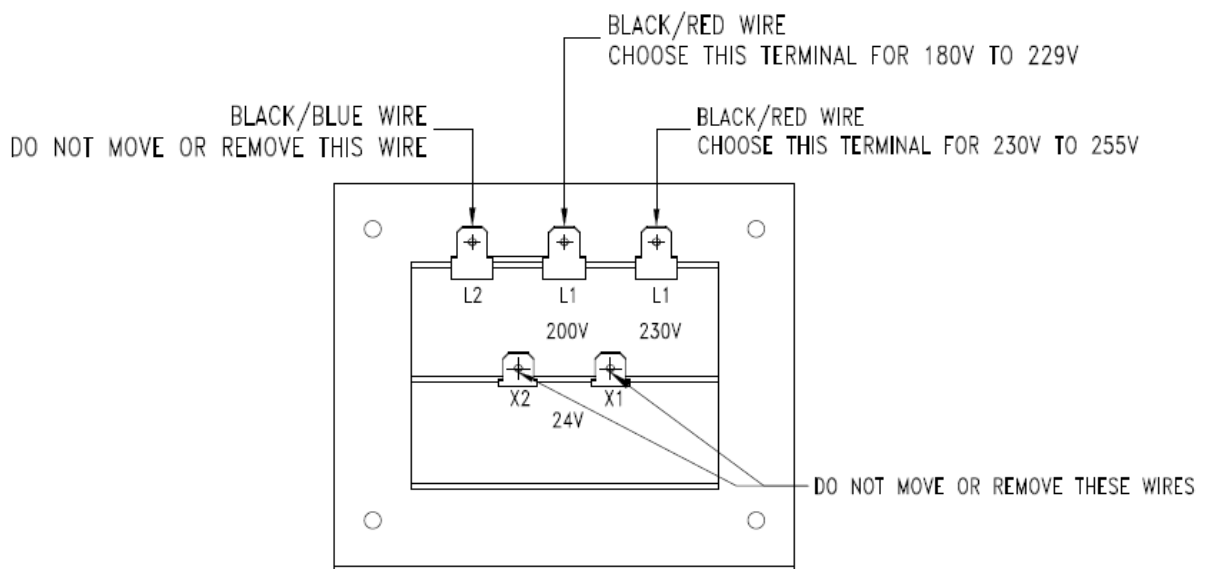 BLACK/RED WIRE
CHOOSE THIS TERMINAL FOR 180V TO 229V
BLACK/BLUE WIRE
DO NOT MOVE OR REMOVE THIS WIRE
BLACK/RED WIRE
CHOOSE THIS TERMINAL FOR 230V TO 255V
L2
L1
L1
200V
230V
X2
X1
24V
DO NOT MOVE OR REMOVE THESE WIRES